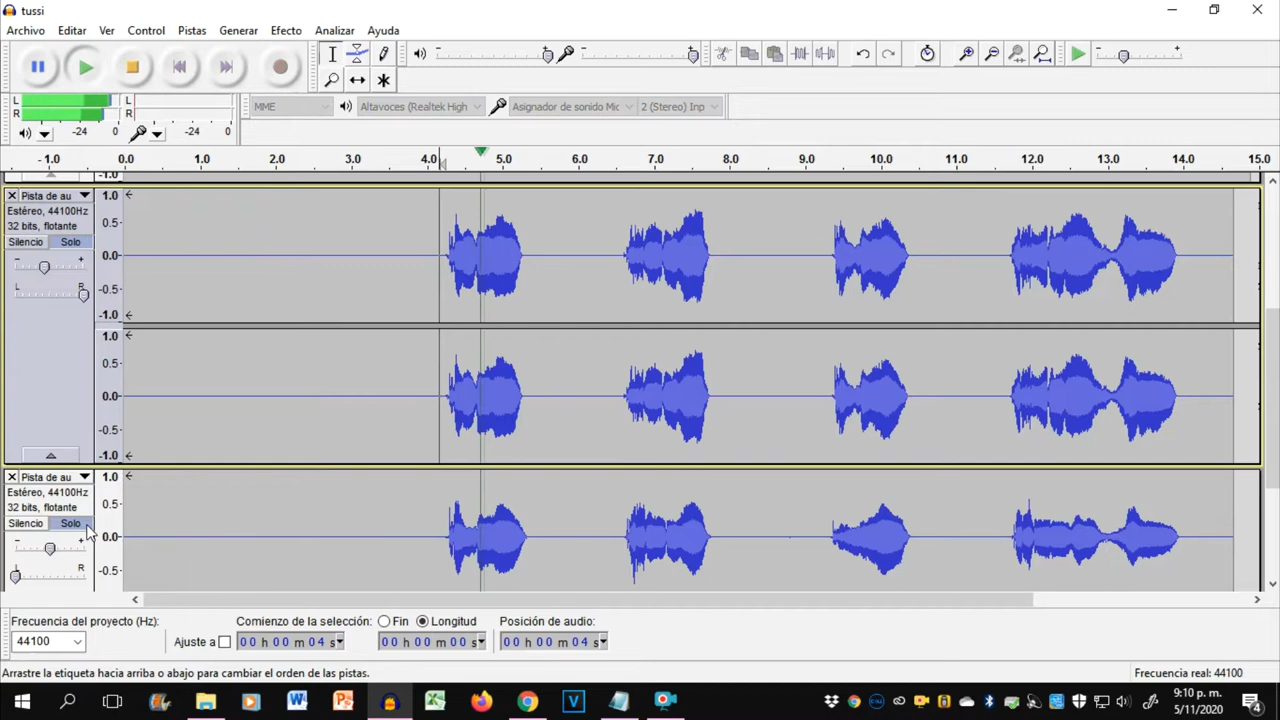 tussi
Archivo Editar Ver Control Pistas Generar Efecto Analizar Ayuda
L L
R R
-24 0 -24 0
MME Altavoces (Realtek High Asignador de sonido Mic 2 (Stereo) Inp
-1.0 0.0 1.0 2.0 3.0 4.0 5.0 6.0 7.0 8.0 9.0 10.0 11.0 12.0 13.0 14.0 15.0
-1.0
Pista de au 1.0
Estéreo, 44100Hz
32 bits, flotante 0.5
Silencio Solo 0.0
- +
L R -0.5
-1.0
1.0
0.5
0.0
-0.5
-1.0
Pista de au 1.0
Estéreo, 44100Hz
32 bits, flotante 0.5
Silencio Solo 0.0
- +
L R -0.5
Frecuencia del proyecto (Hz): Comienzo de la selección: Fin Longitud Posición de audio:
44100 Ajuste a 00 h 00 m 04 s 00 h 00 m 00 s 00 h 00 m 04 s
Arrastre la etiqueta hacia arriba o abajo para cambiar el orden de las pistas. Frecuencia real: 44100
9:10 p. m.
5/11/2020
4